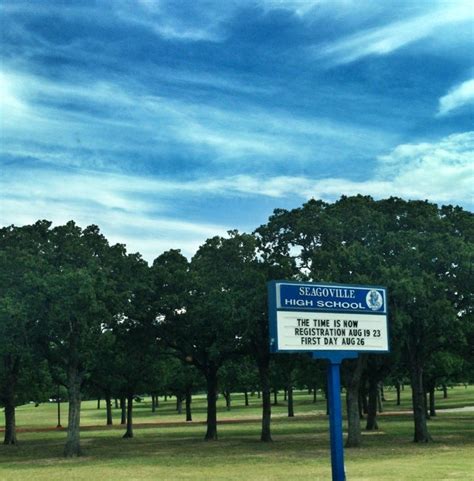 SEAGOVILLE
HIGH SCHOOL
THE TIME IS NOW
REGISTRATION AUG 19 23
FIRST DAY AUG 26